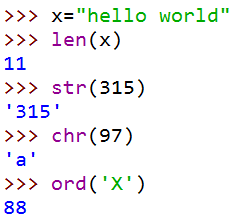 >>> x="hello world"
>>> len(x)
11
>>> str(315)
'315'
>>> chr(97)
'a'
>>> ord('X')
88